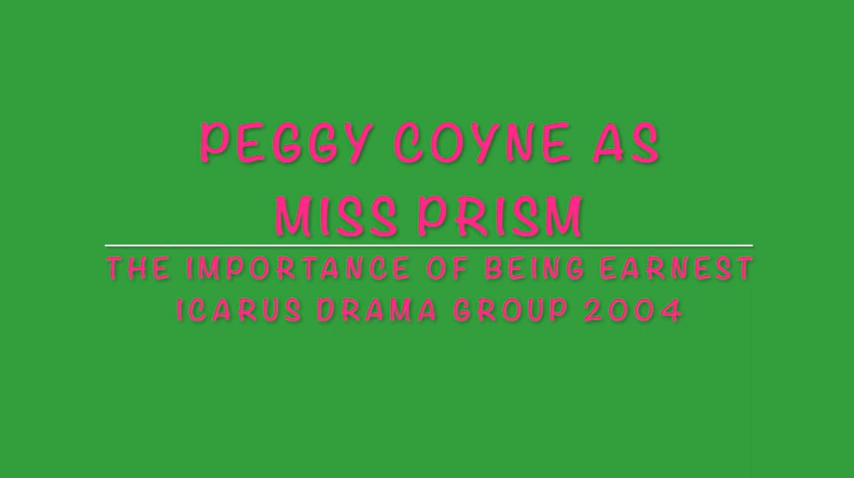 PEGGY COYNE AS
MISS PRISM
THE IMPORTANCE OF BEING EARNEST
ICARUS DRAMA GROUP 2004